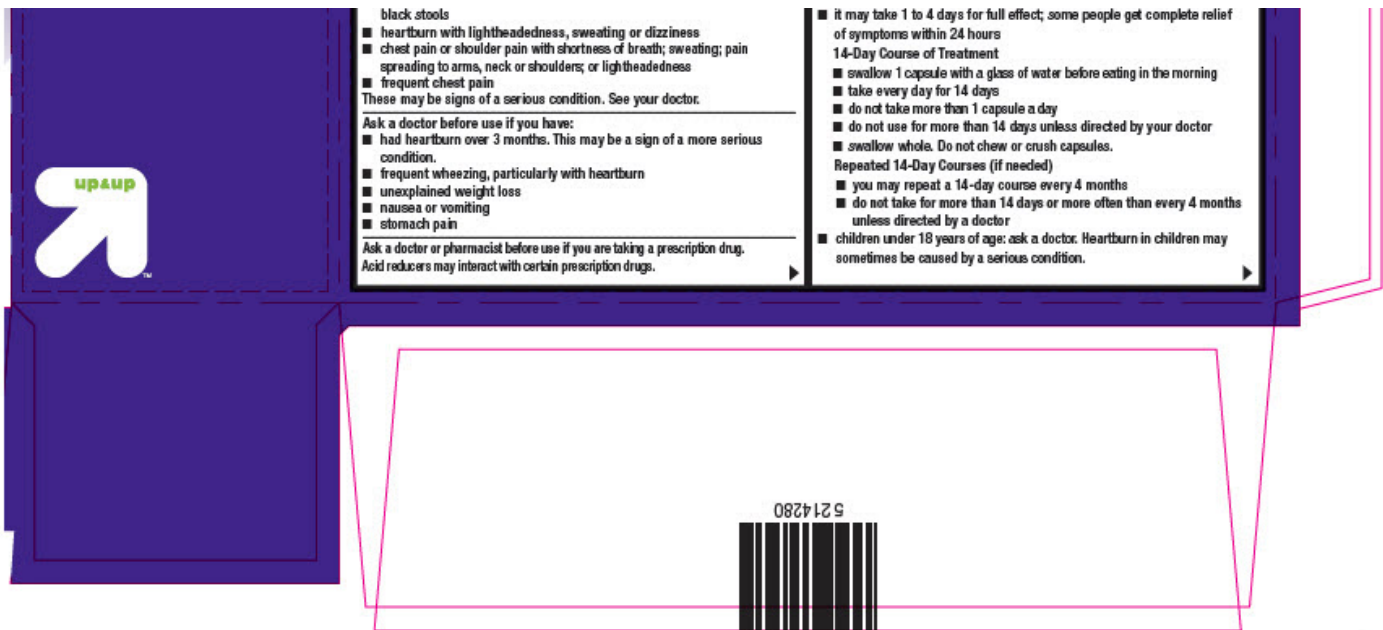 black stools
■ heartburn with lightheadedness, sweating or dizziness
■ chest pain or shoulder pain with shortness of breath; sweating; pain
spreading to arms, neck or shoulders; or lightheadedness
■ frequent chest pain
These may be signs of a serious condition. See your doctor.
Ask a doctor before use if you have:
■ had heartburn over 3 months. This may be a sign of a more serious
condition.
■ frequent wheezing, particularly with heartburn
■ unexplained weight loss
■ nausea or vomiting
■ stomach pain
Ask a doctor or pharmacist before use if you are taking a prescription drug.
Acid reducers may interact with certain prescription drugs.
■ it may take 1 to 4 days for full effect; some people get complete relief
of symptoms within 24 hours
14-Day Course of Treatment
■ swallow 1 capsule with a glass of water before eating in the morning
■ take every day for 14 days
■ do not take more than 1 capsule a day
■ do not use for more than 14 days unless directed by your doctor
■ swallow whole. Do not chew or crush capsules.
Repeated 14-Day Courses (if needed)
■ you may repeat a 14-day course every 4 months
■ do not take for more than 14 days or more often than every 4 months
unless directed by a doctor
■ children under 18 years of age: ask a doctor. Heartburn in children may
sometimes be caused by a serious condition.
up&up
TM
5214280